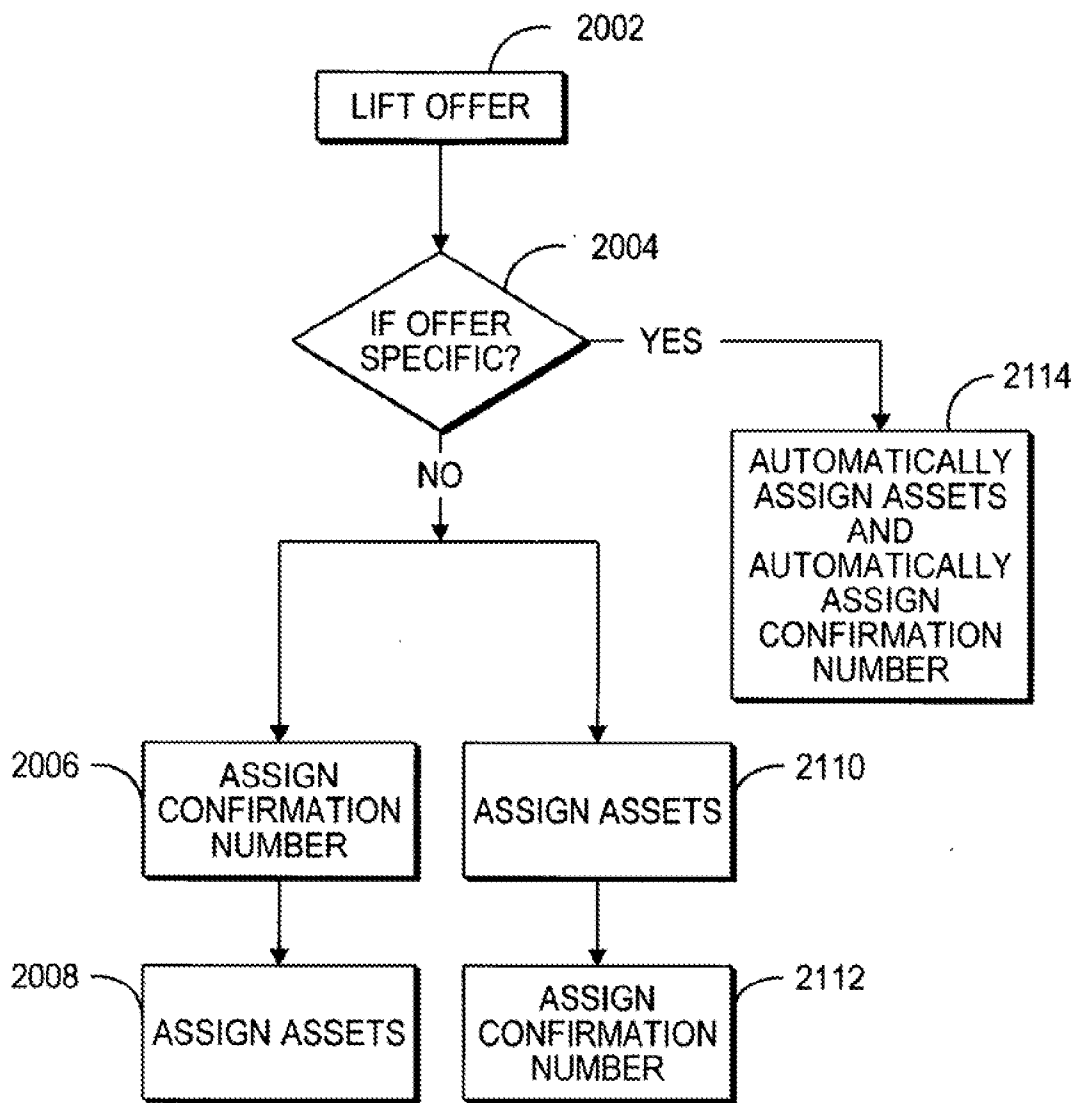 2002
LIFT OFFER
2004
IF OFFER
SPECIFIC?
YES
2114
AUTOMATICALLY
ASSIGN ASSETS
AND
AUTOMATICALLY
ASSIGN
CONFIRMATION
NUMBER
NO
2006
ASSIGN
CONFIRMATION
NUMBER
2110
ASSIGN ASSETS
2008
ASSIGN ASSETS
2112
ASSIGN
CONFIRMATION
NUMBER